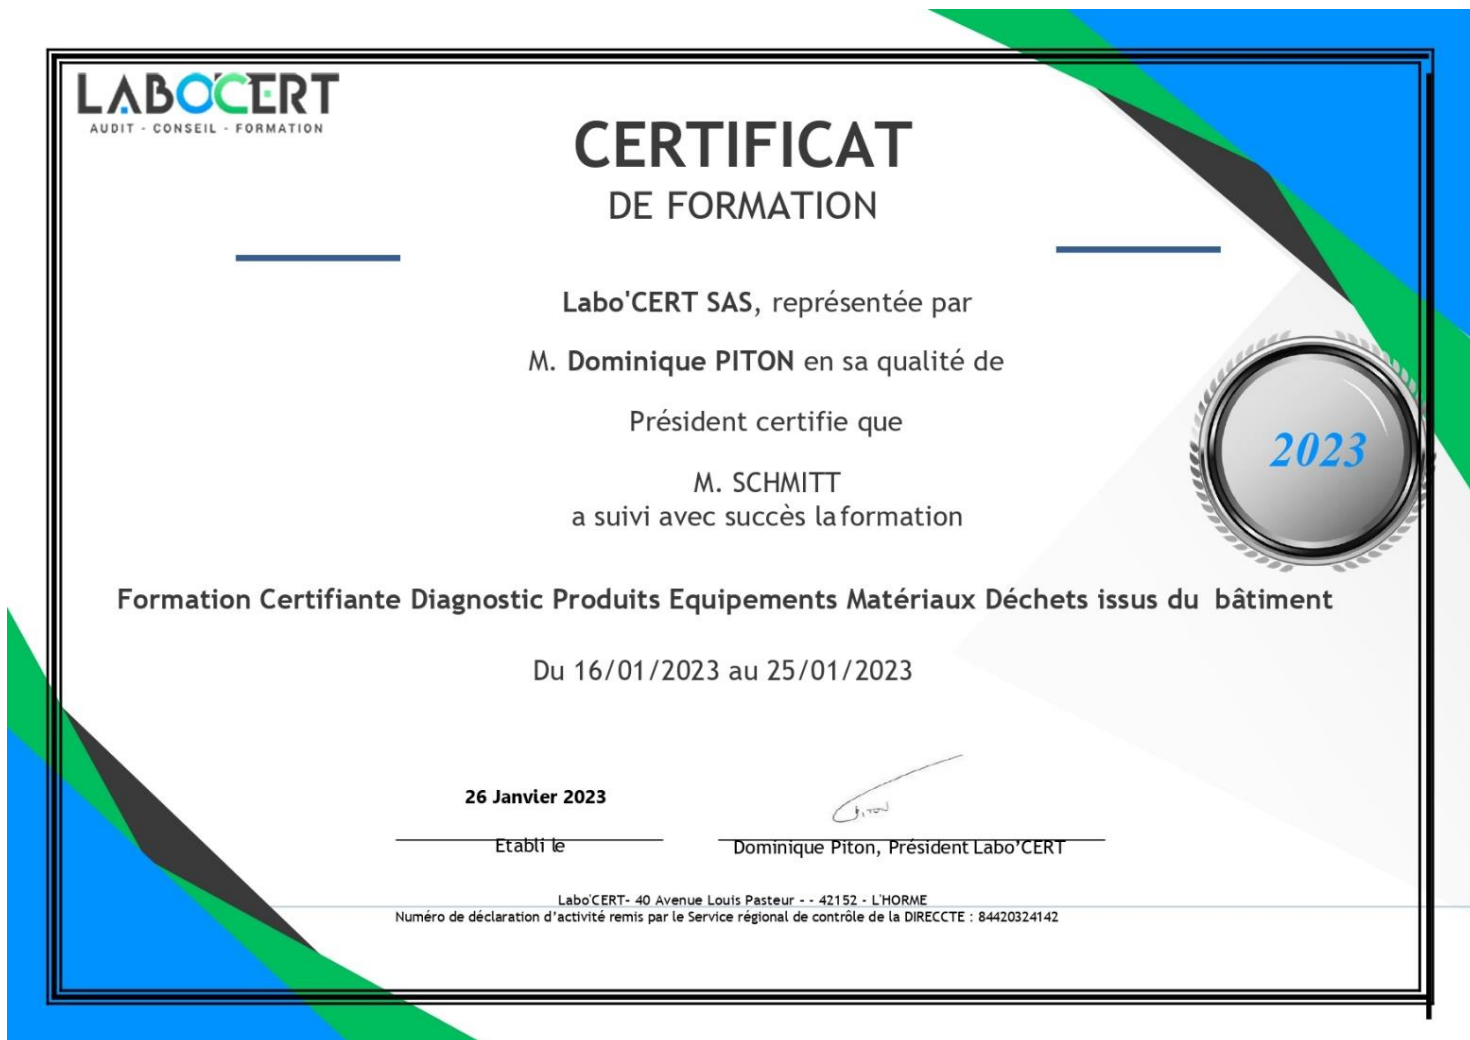 LABO'CERT
AUDIT - CONSEIL - FORMATION
CERTIFICAT
DE FORMATION
Labo'CERT SAS, représentée par
M. Dominique PITON en sa qualité de
Président certifie que
2023
M. SCHMITT
a suivi avec succès la formation
Formation Certifiante Diagnostic Produits Equipements Matériaux Déchets issus du bâtiment
Du 16/01/2023 au 25/01/2023
26 Janvier 2023
PITON
Etabli le
Dominique Piton, Président Labo’CERT
Labo'CERT- 40 Avenue Louis Pasteur - - 42152 - L'HORME
Numéro de déclaration d’activité remis par le Service régional de contrôle de la DIRECCTE : 84420324142